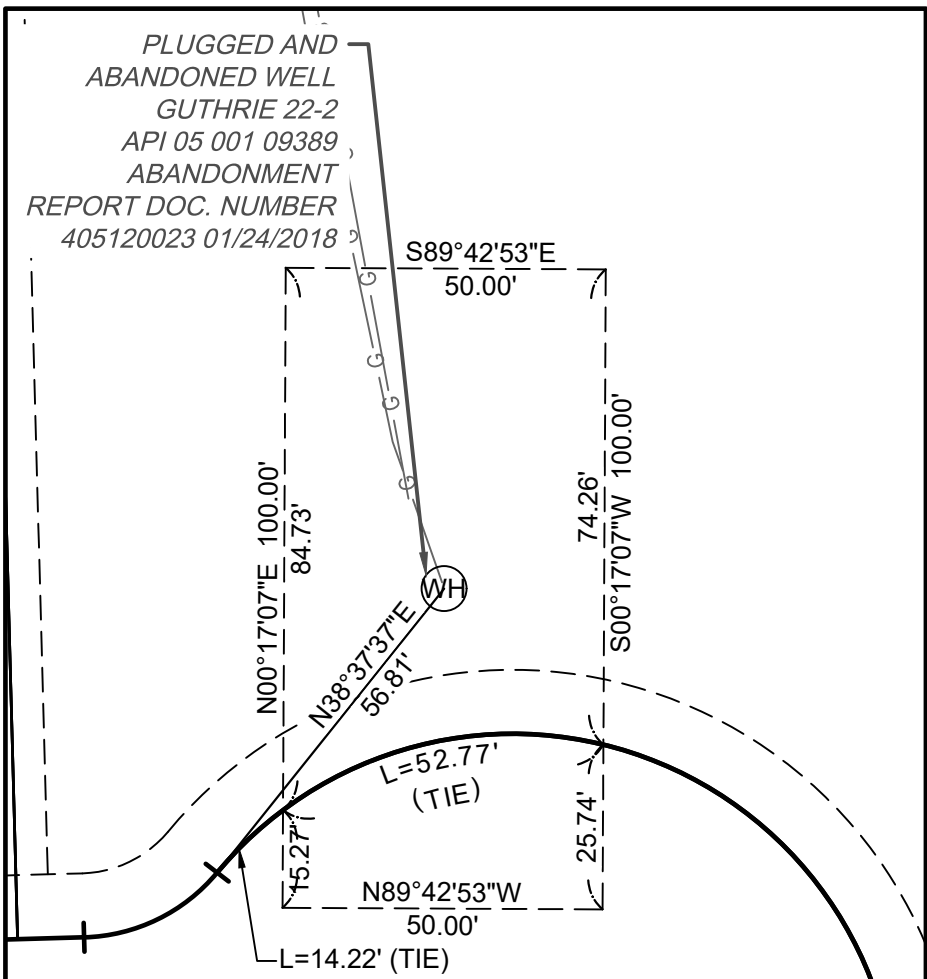 PLUGGED AND
ABANDONED WELL
GUTHRIE 22-2
API 05 001 09389
ABANDONMENT
REPORT DOC. NUMBER
405120023 01/24/2018
S89°42'53"E
50.00'
G
G
G
G
G
N00°17'07"E 100.00'
84.73'
74.26'
S00°17'07"W 100.00'
WH
N38°37'37"E
56.81'
L=52.77'
(TIE)
15.27'
25.74'
N89°42'53"W
50.00'
L=14.22' (TIE)